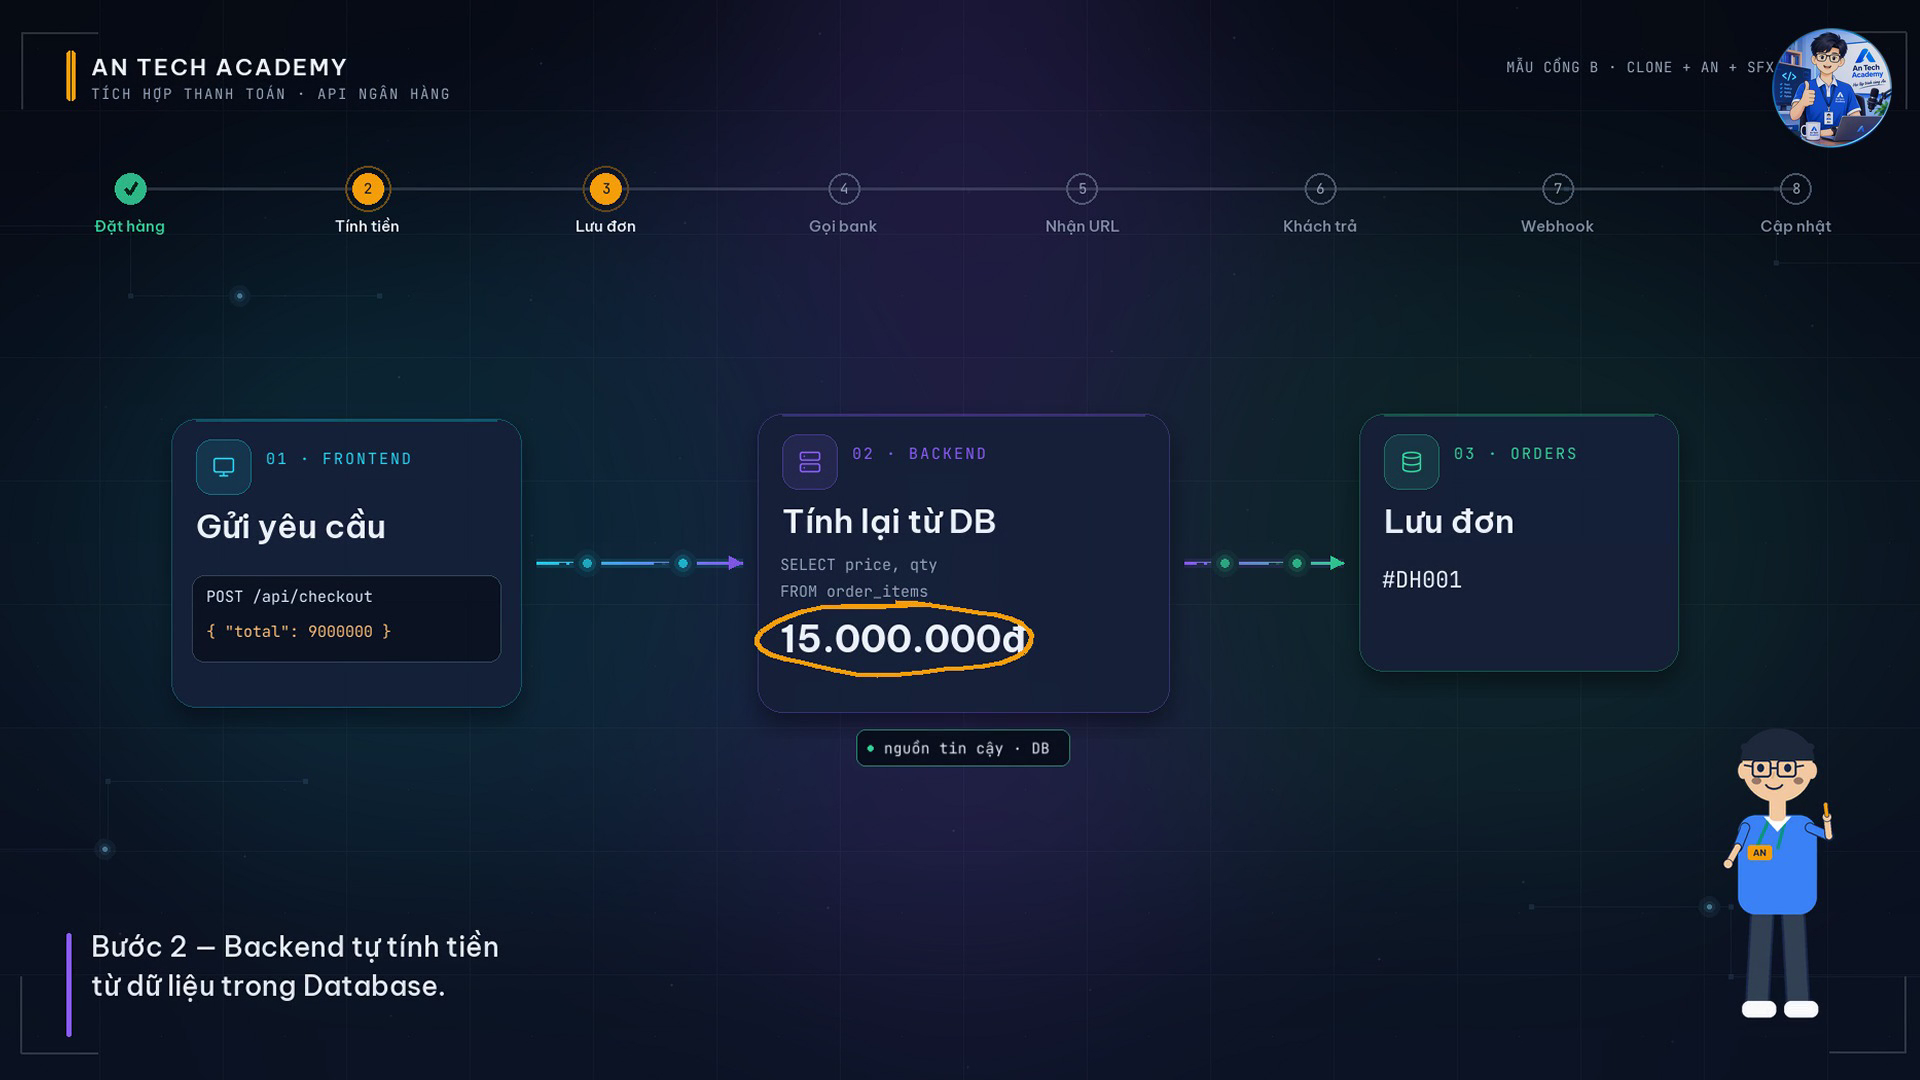 AN TECH ACADEMY
TÍCH HỢP THANH TOÁN · API NGÂN HÀNG
MẪU CỔNG B · CLONE + AN + SFX
An Tech
Academy
2
3
4
5
6
7
8
Đặt hàng
Tính tiền
Lưu đơn
Gọi bank
Nhận URL
Khách trả
Webhook
Cập nhật
01 · FRONTEND
Gửi yêu cầu
POST /api/checkout
{ "total": 9000000 }
02 · BACKEND
Tính lại từ DB
SELECT price, qty
FROM order_items
15.000.000đ
nguồn tin cậy · DB
03 · ORDERS
Lưu đơn
#DH001
AN
Bước 2 — Backend tự tính tiền
từ dữ liệu trong Database.